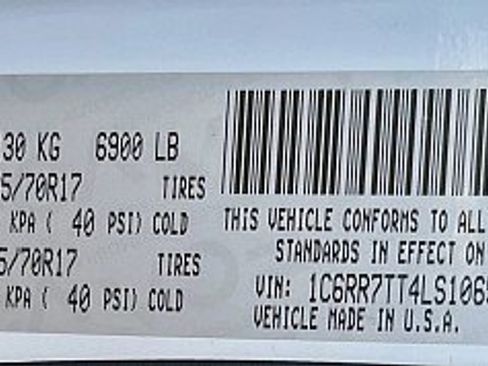 30 KG 6900 LB
5/70R17 TIRES
KPA ( 40 PSI) COLD
5/70R17 TIRES
KPA ( 40 PSI) COLD
THIS VEHICLE CONFORMS TO ALL
STANDARDS IN EFFECT ON
VIN: 1C6RR7TT4LS106
VEHICLE MADE IN U.S.A.